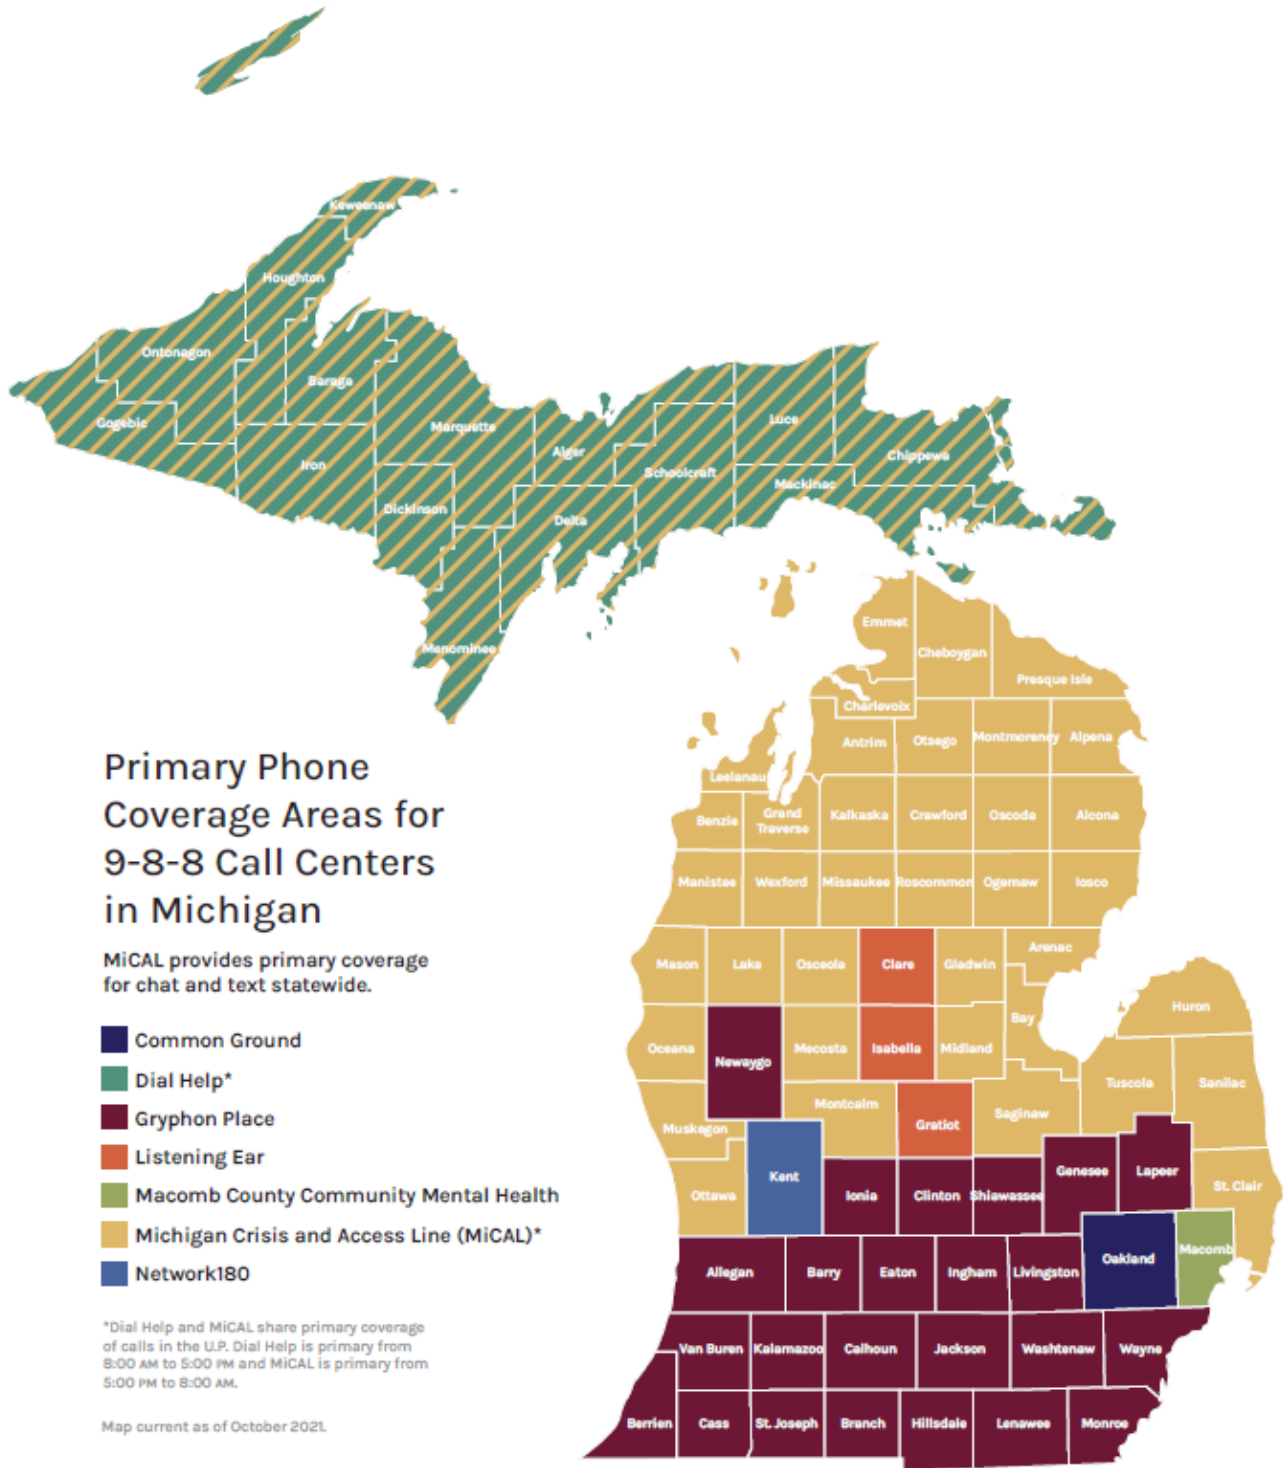 Keweenaw
Houghton
Ontonagon
Baraga
Gogebic
Marquette
Luce
Alger
Chippewa
Iron
Schoolcraft
Mackinac
Dickinson
Delta
Menominee
Emmet
Cheboygan
Presque Isle
Charlevoix
Antrim
Otsego
Montmorency
Alpena
Leelanau
Benzie
Grand
Traverse
Kalkaska
Crawford
Oscoda
Alcona
Manistee
Wexford
Missaukee
Roscommon
Ogemaw
Iosco
Mason
Lake
Osceola
Clare
Gladwin
Arenac
Huron
Oceana
Newaygo
Mecosta
Isabella
Midland
Bay
Tuscola
Sanilac
Muskegon
Montcalm
Gratiot
Saginaw
Ottawa
Kent
Ionia
Clinton
Shiawassee
Genesee
Lapeer
St. Clair
Allegan
Barry
Eaton
Ingham
Livingston
Oakland
Macomb
Van Buren
Kalamazoo
Calhoun
Jackson
Washtenaw
Wayne
Berrien
Cass
St. Joseph
Branch
Hillsdale
Lenawee
Monroe
Primary Phone
Coverage Areas for
9-8-8 Call Centers
in Michigan
MiCAL provides primary coverage
for chat and text statewide.
Common Ground
Dial Help*
Gryphon Place
Listening Ear
Macomb County Community Mental Health
Michigan Crisis and Access Line (MiCAL)*
Network180
*Dial Help and MiCAL share primary coverage
of calls in the U.P. Dial Help is primary from
8:00 AM to 5:00 PM and MiCAL is primary from
5:00 PM to 8:00 AM.
Map current as of October 2021.